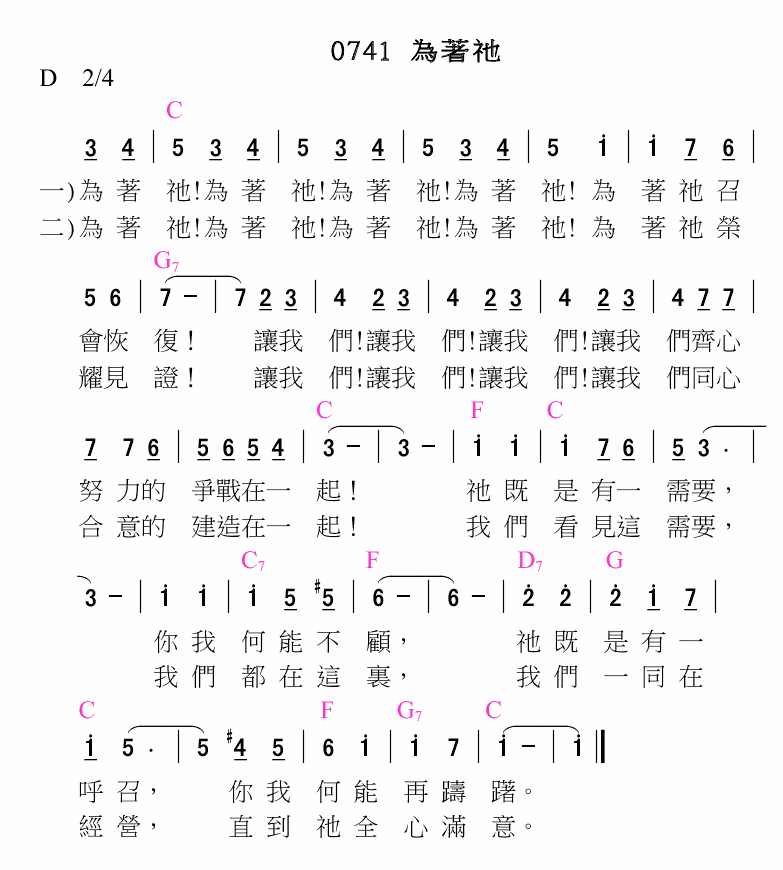 0741 為著祂
D 2/4
C
3 4 | 5 3 4 | 5 3 4 | 5 3 4 | 5 3 4 | 5 i | i 7 6 |
一)為著 祂!為著 祂!為著 祂!為著 祂! 為 著祂召
二)為著 祂!為著 祂!為著 祂!為著 祂! 為 著祂榮
G7
5 6 | 7 – | 7 2 3 | 4 2 3 | 4 2 3 | 4 2 3 | 4 7 7 |
會恢 復! 讓我 們!讓我 們!讓我 們!讓我 們齊心
耀見 證! 讓我 們!讓我 們!讓我 們!讓我 們同心
C F C
7 7 6 | 5 6 5 4 | 3 – | 3 – | i i | i 7 6 | 5 3 . |
努 力的 爭戰在一 起! 祂既 是有一 需要,
合 意的 建造在一 起! 我們 看見這 需要,
C7 F D7 G
3 – | i i | i 5 #5 | 6 – | 6 – | 2̇ 2̇ | 2̇ i 7 |
你我 何能不 顧, 祂既 是有一
我們 都在這 裏, 我們 一同在
C F G7 C
i 5 . | 5 #4 5 | 6 i | i 7 | i – | i ‖
呼召, 你我 何能 再躊 躇。
經營, 直到 祂全 心滿 意。